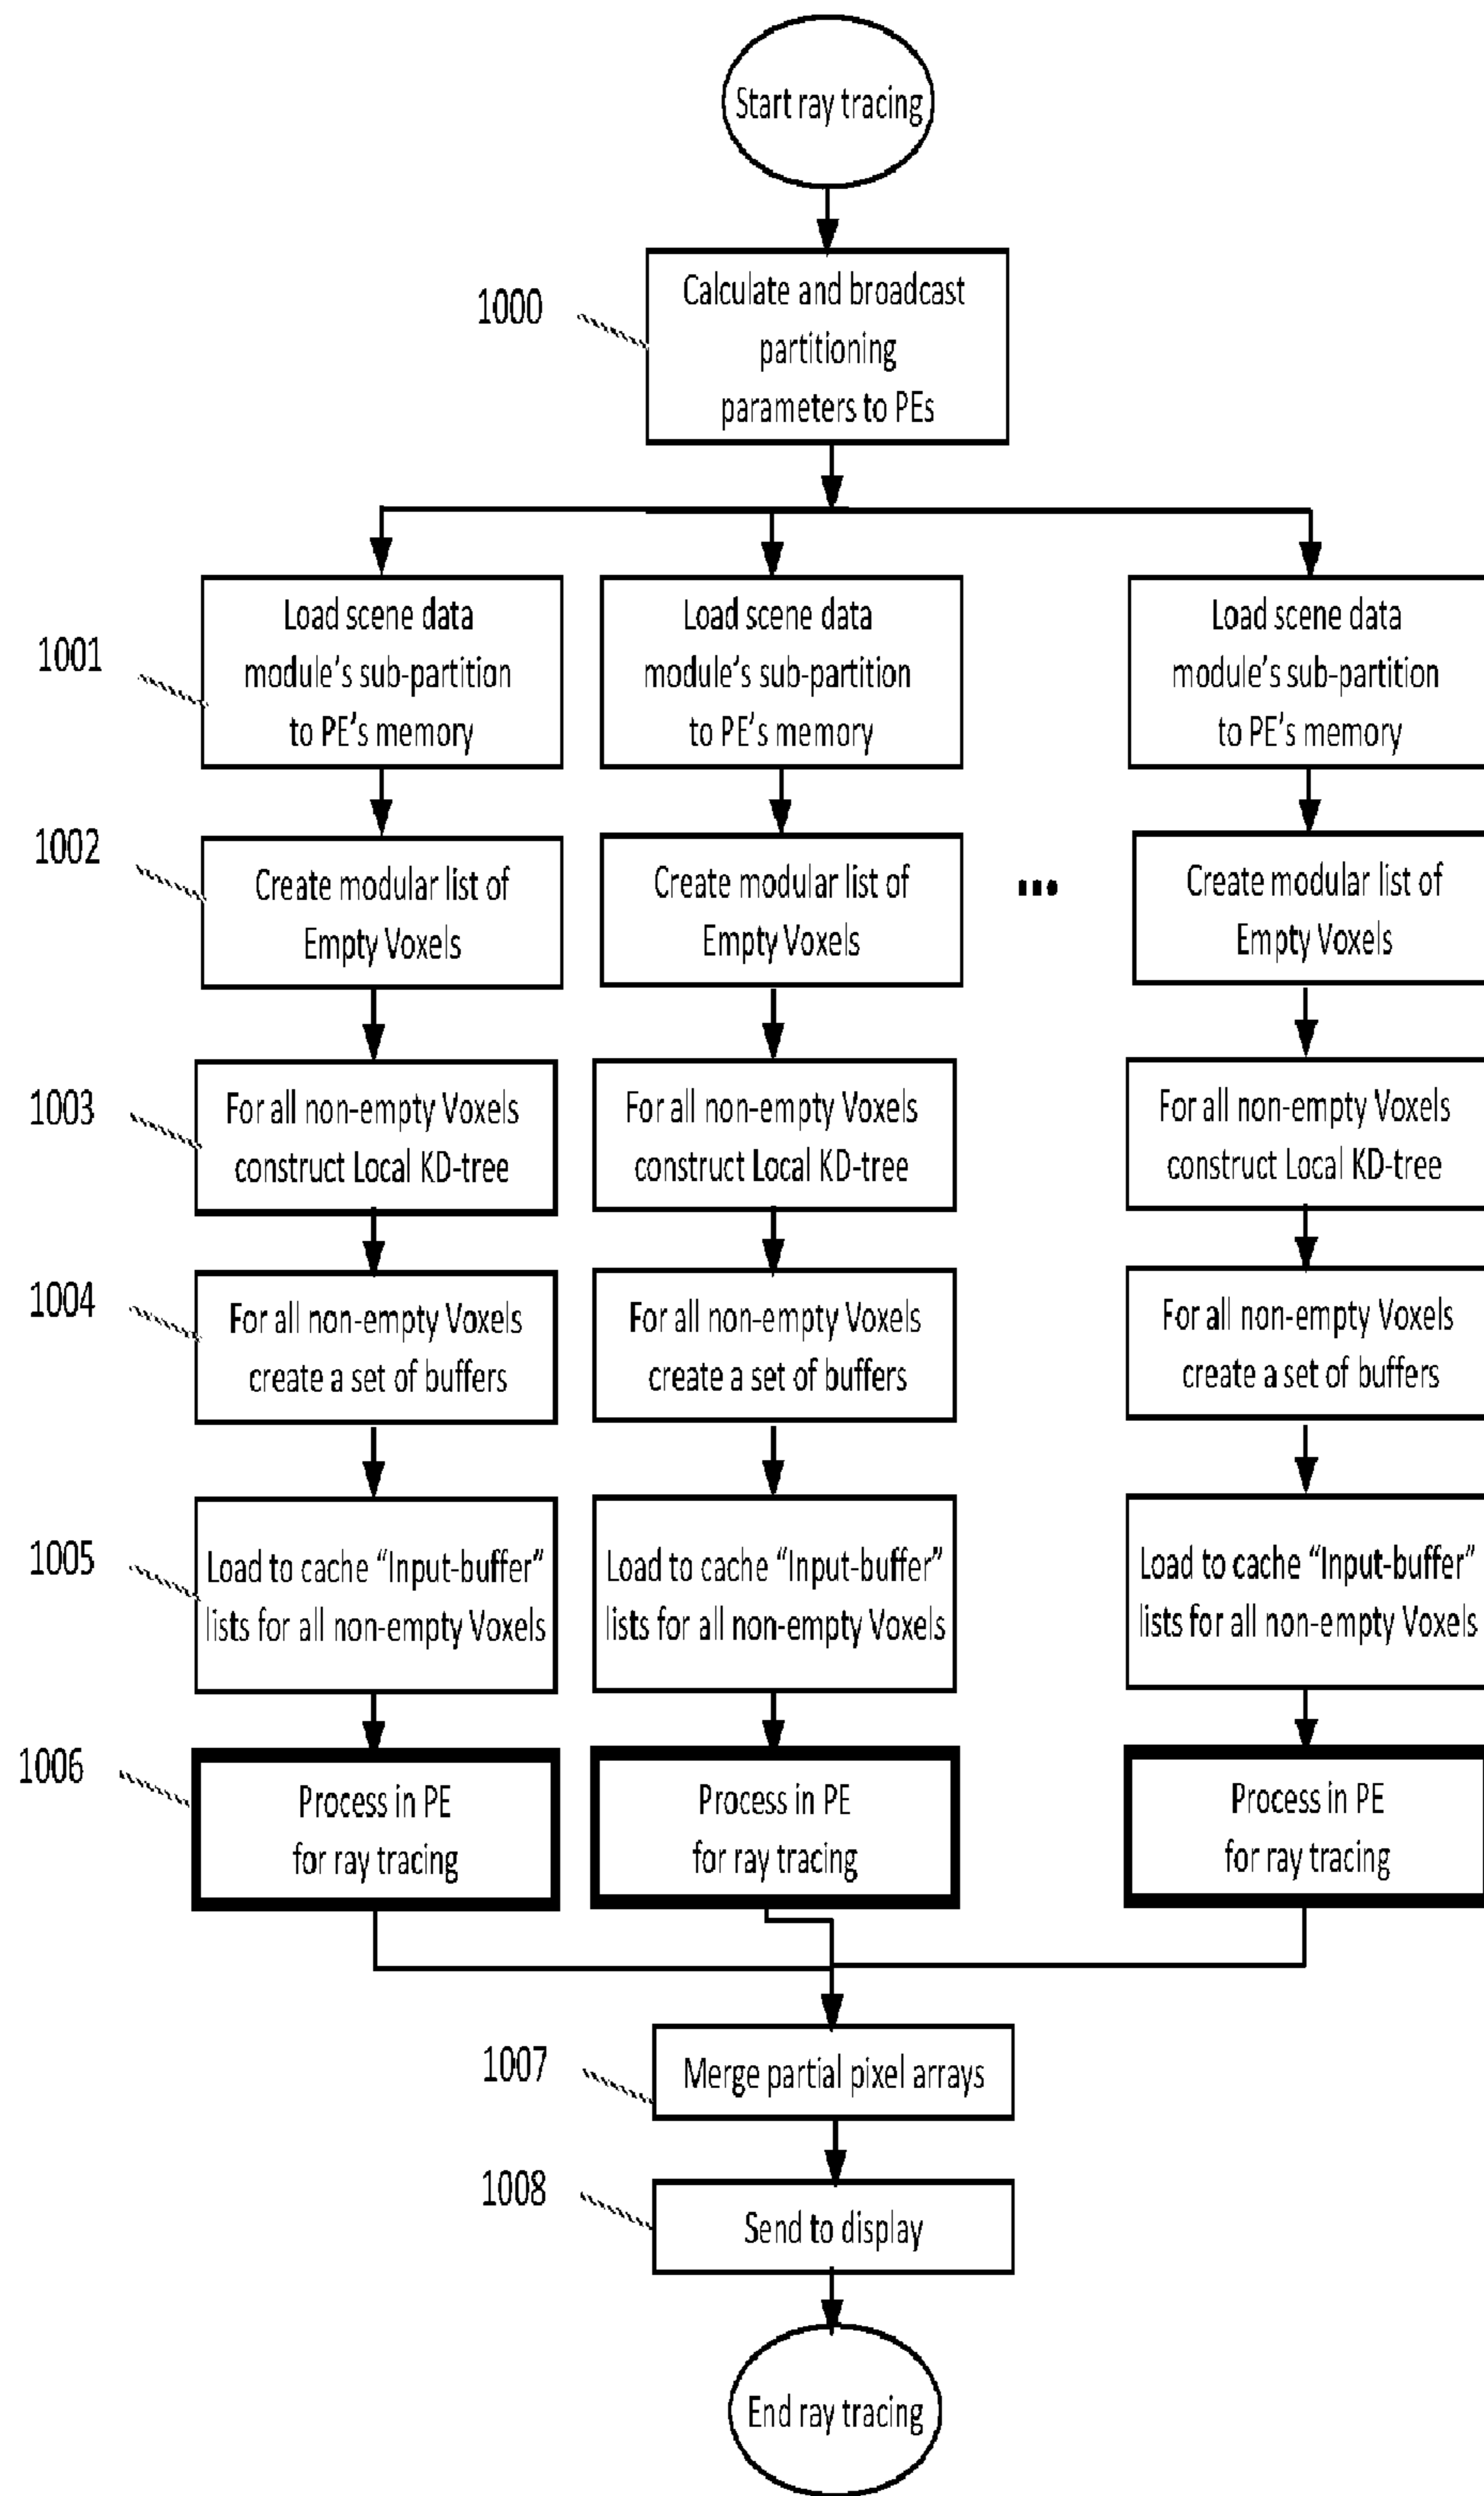 Start ray tracing
1000
Calculate and broadcast
partitioning
parameters to PEs
1001
Load scene data
module's sub-partition
to PE's memory
Load scene data
module's sub-partition
to PE's memory
Load scene data
module's sub-partition
to PE's memory
1002
Create modular list of
Empty Voxels
Create modular list of
Empty Voxels
...
Create modular list of
Empty Voxels
1003
For all non-empty Voxels
construct Local KD-tree
For all non-empty Voxels
construct Local KD-tree
For all non-empty Voxels
construct Local KD-tree
1004
For all non-empty Voxels
create a set of buffers
For all non-empty Voxels
create a set of buffers
For all non-empty Voxels
create a set of buffers
1005
Load to cache “Input-buffer”
lists for all non-empty Voxels
Load to cache “Input-buffer”
lists for all non-empty Voxels
Load to cache “Input-buffer”
lists for all non-empty Voxels
1006
Process in PE
for ray tracing
Process in PE
for ray tracing
Process in PE
for ray tracing
1007
Merge partial pixel arrays
1008
Send to display
End ray tracing